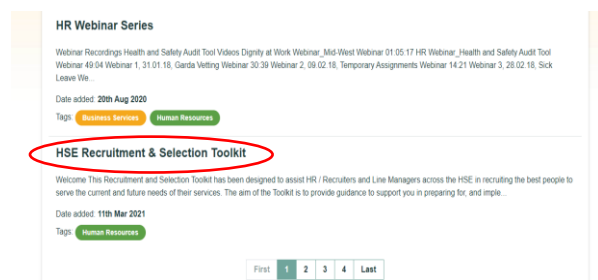 HR Webinar Series
Webinar Recordings Health and Safety Audit Tool Videos Dignity at Work Webinar_Mid-West Webinar 01:05:17 HR Webinar_Health and Safety Audit Tool
Webinar 49:04 Webinar 1, 31.01.18, Garda Vetting Webinar 30:39 Webinar 2, 09.02.18, Temporary Assignments Webinar 14:21 Webinar 3, 28.02.18, Sick
Leave We...
Date added: 20th Aug 2020
Tags: Business Services Human Resources
HSE Recruitment & Selection Toolkit
Welcome This Recruitment and Selection Toolkit has been designed to assist HR / Recruiters and Line Managers across the HSE in recruiting the best people to
serve the current and future needs of their services. The aim of the Toolkit is to provide guidance to support you in preparing for, and imple...
Date added: 11th Mar 2021
Tags: Human Resources
First 1 2 3 4 Last